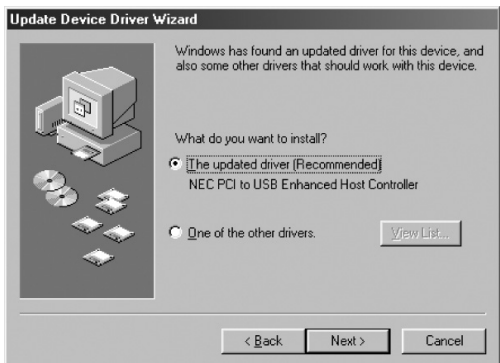 Update Device Driver Wizard
Windows has found an updated driver for this device, and
also some other drivers that should work with this device.
What do you want to install?
The updated driver (Recommended)
NEC PCI to USB Enhanced Host Controller
One of the other drivers.
View List...
< Back
Next >
Cancel